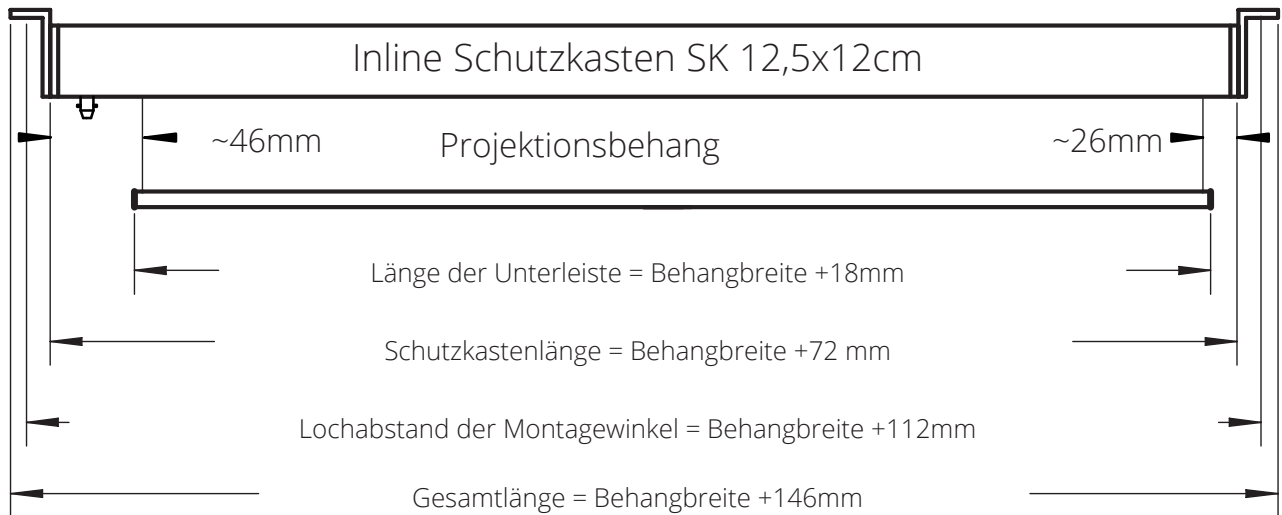 Inline Schutzkasten SK 12,5x12cm
~46mm
Projektionsbehang
~26mm
Länge der Unterleiste = Behangbreite +18mm
Schutzkastenlänge = Behangbreite +72 mm
Lochabstand der Montagewinkel = Behangbreite +112mm
Gesamtlänge = Behangbreite +146mm